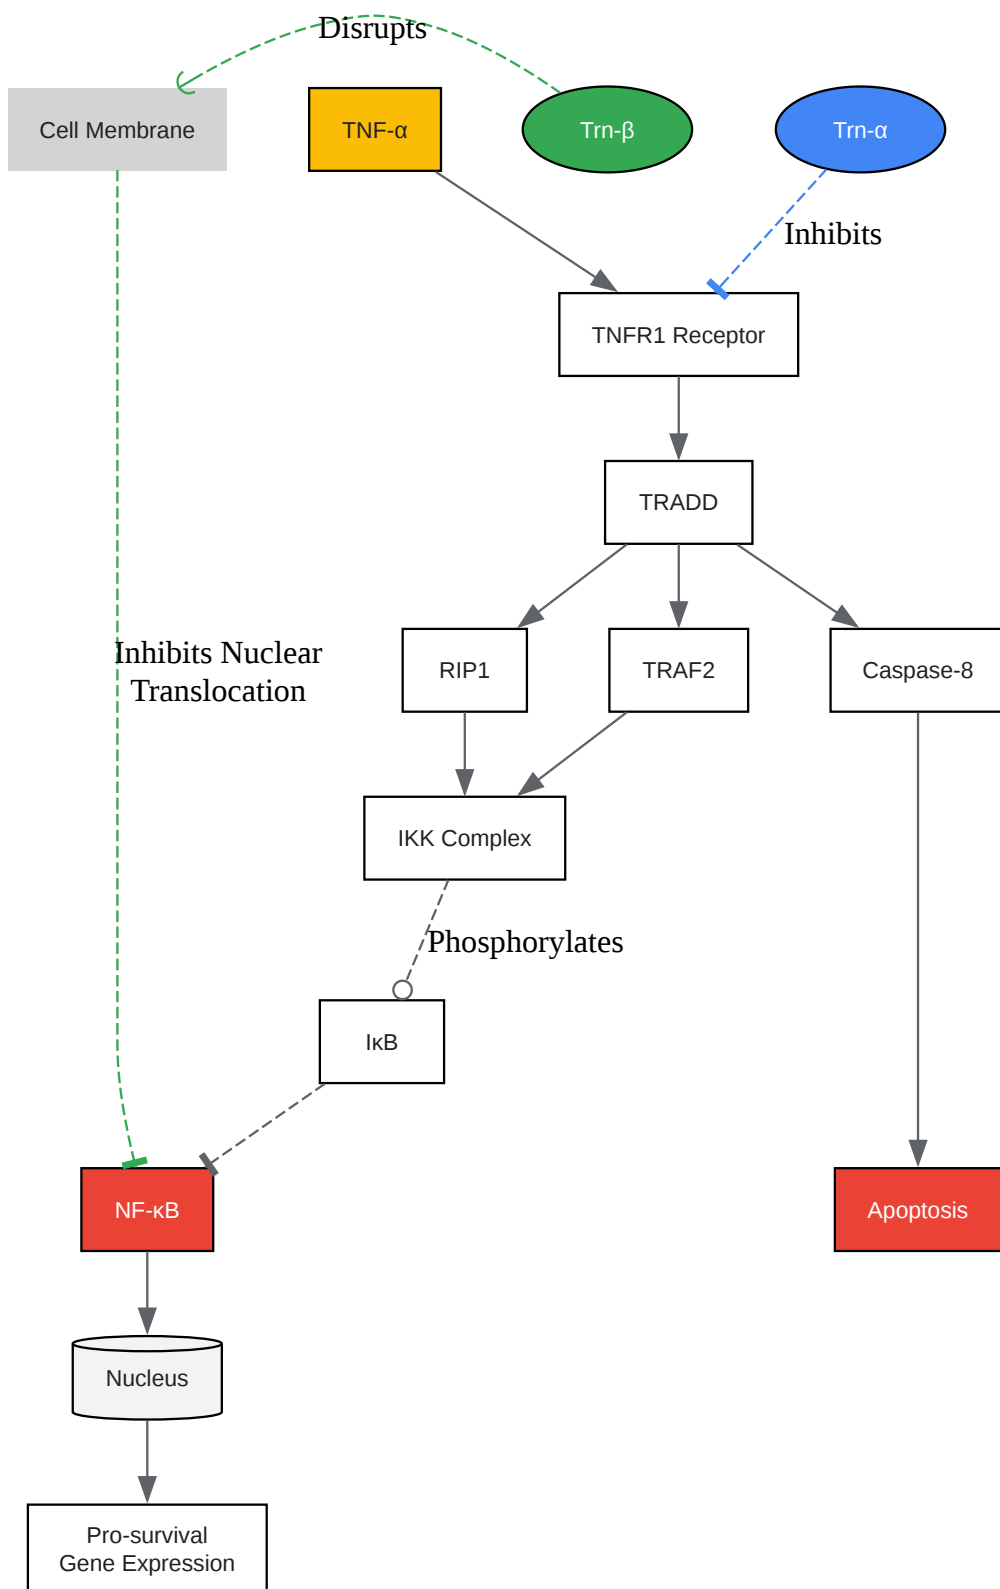 Disrupts
Cell Membrane
TNF-α
Trn-β
Trn-α
Inhibits
TNFR1 Receptor
TRADD
Inhibits Nuclear
Translocation
RIP1
TRAF2
Caspase-8
IKK Complex
Phosphorylates
IκB
NF-κB
Apoptosis
Nucleus
Pro-survival
Gene Expression